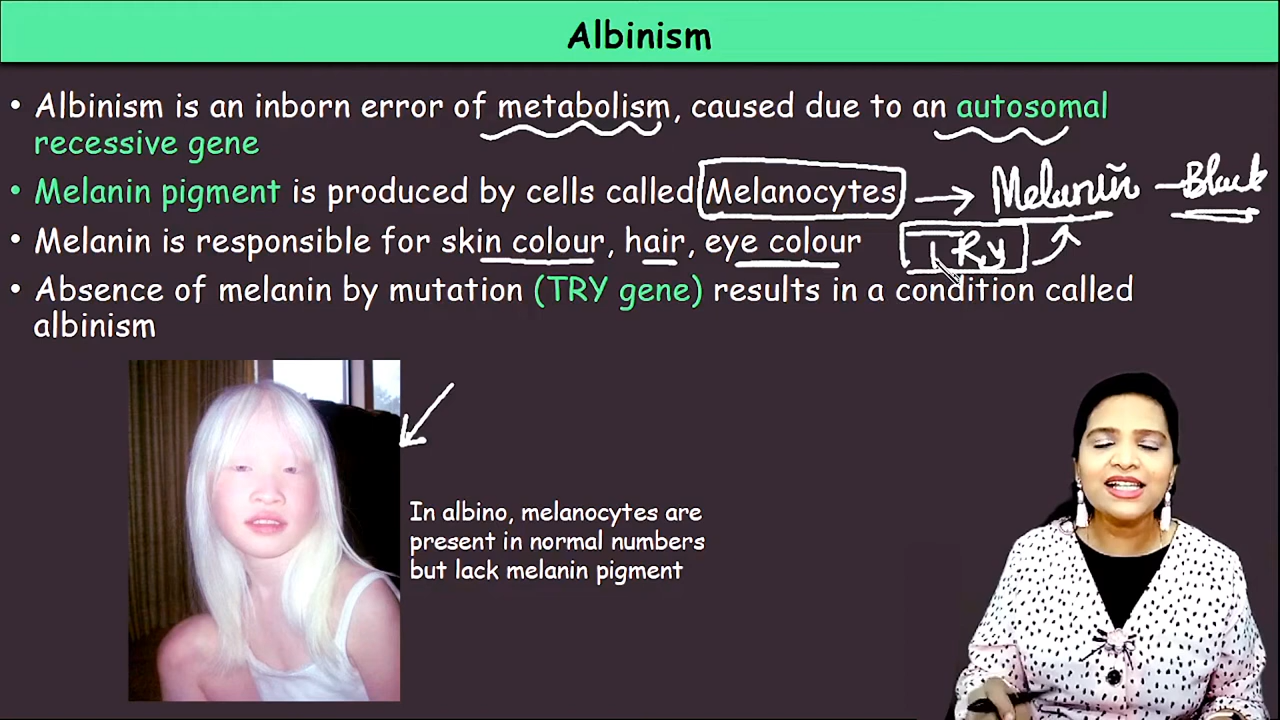 Albinism
• Albinism is an inborn error of metabolism, caused due to an autosomal
recessive gene
• Melanin pigment is produced by cells called Melanocytes → Melanin – Black
• Melanin is responsible for skin colour, hair, eye colour TRy
• Absence of melanin by mutation (TRY gene) results in a condition called
albinism
In albino, melanocytes are
present in normal numbers
but lack melanin pigment